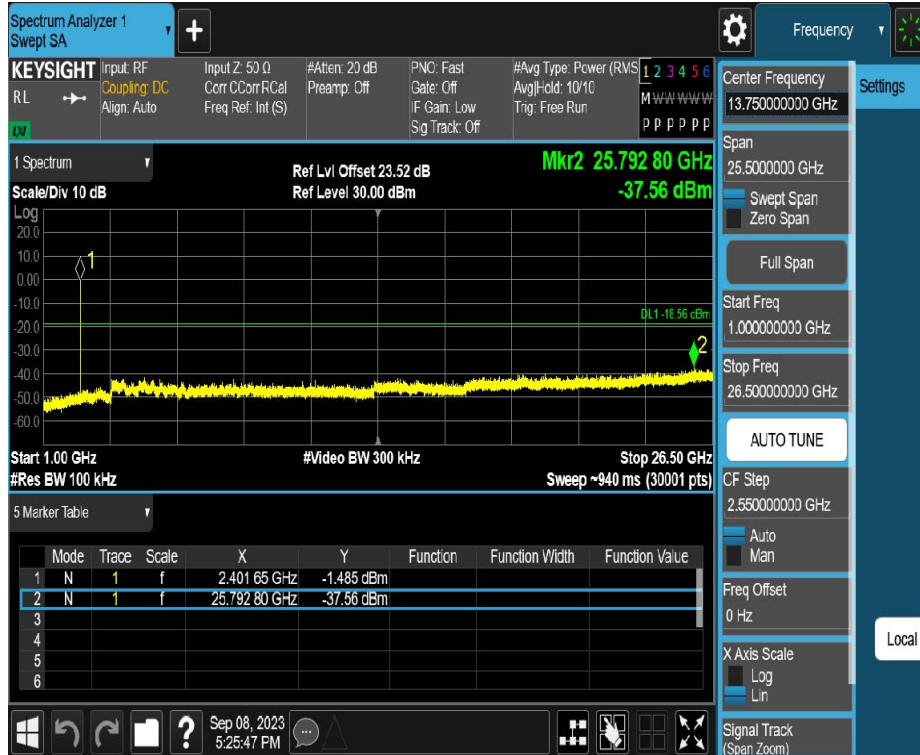 Spectrum Analyzer 1
Swept SA
+
Frequency
KEYSIGHT
RL
LXI
Input: RF
Coupling: DC
Align: Auto
Input Z: 50 Ω
Corr CCorr RCal
Freq Ref: Int (S)
#Atten: 20 dB
Preamp: Off
PNO: Fast
Gate: Off
IF Gain: Low
Sig Track: Off
#Avg Type: Power (RMS
Avg|Hold: 10/10
Trig: Free Run
1 2 3 4 5 6
M W W W W W
P P P P P P
1 Spectrum
Scale/Div 10 dB
Ref Lvl Offset 23.52 dB
Ref Level 30.00 dBm
Mkr2 25.792 80 GHz
-37.56 dBm
Log
20.0
10.0
0.00
-10.0
-20.0
-30.0
-40.0
-50.0
-60.0
1
DL1 -18.56 dBm
2
Start 1.00 GHz
#Video BW 300 kHz
Stop 26.50 GHz
#Res BW 100 kHz
Sweep ~940 ms (30001 pts)
5 Marker Table
Mode Trace Scale X Y Function Function Width Function Value
1 N 1 f 2.401 65 GHz -1.485 dBm
2 N 1 f 25.792 80 GHz -37.56 dBm
3
4
5
6
Sep 08, 2023
5:25:47 PM
?
Center Frequency
13.750000000 GHz
Span
25.5000000 GHz
Swept Span
Zero Span
Full Span
Start Freq
1.000000000 GHz
Stop Freq
26.500000000 GHz
AUTO TUNE
CF Step
2.550000000 GHz
Auto
Man
Freq Offset
0 Hz
X Axis Scale
Log
Lin
Signal Track
(Span Zoom)
Settings
Local